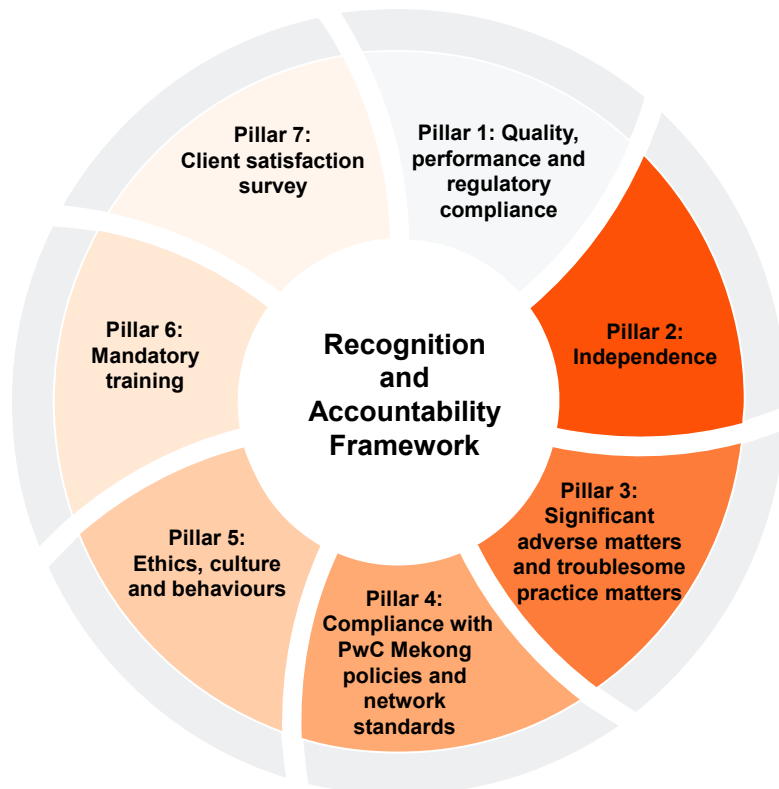 Recognition
and
Accountability
Framework
Pillar 1: Quality,
performance and
regulatory
compliance
Pillar 2:
Independence
Pillar 3:
Significant
adverse matters
and troublesome
practice matters
Pillar 4:
Compliance with
PwC Mekong
policies and
network
standards
Pillar 5:
Ethics, culture
and behaviours
Pillar 6:
Mandatory
training
Pillar 7:
Client satisfaction
survey